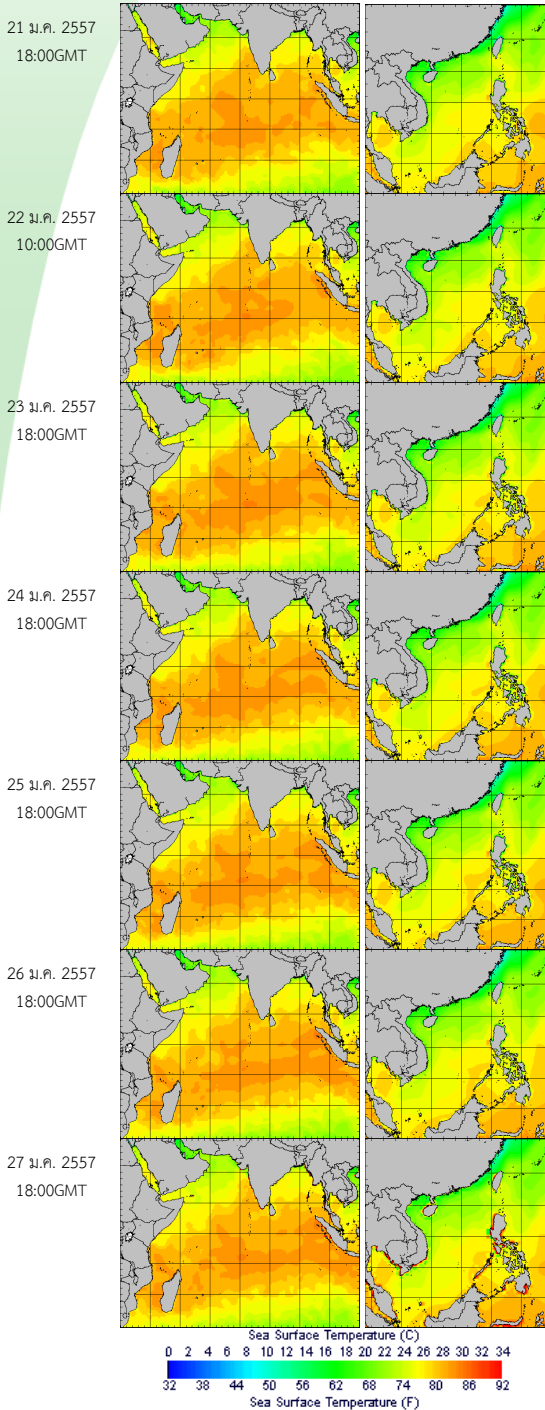 21 ม.ค. 2557
18:00GMT
22 ม.ค. 2557
10:00GMT
23 ม.ค. 2557
18:00GMT
24 ม.ค. 2557
18:00GMT
25 ม.ค. 2557
18:00GMT
26 ม.ค. 2557
18:00GMT
27 ม.ค. 2557
18:00GMT
Sea Surface Temperature (C)
0 2 4 6 8 10 12 14 16 18 20 22 24 26 28 30 32 34
32 38 44 50 56 62 68 74 80 86 92
Sea Surface Temperature (F)